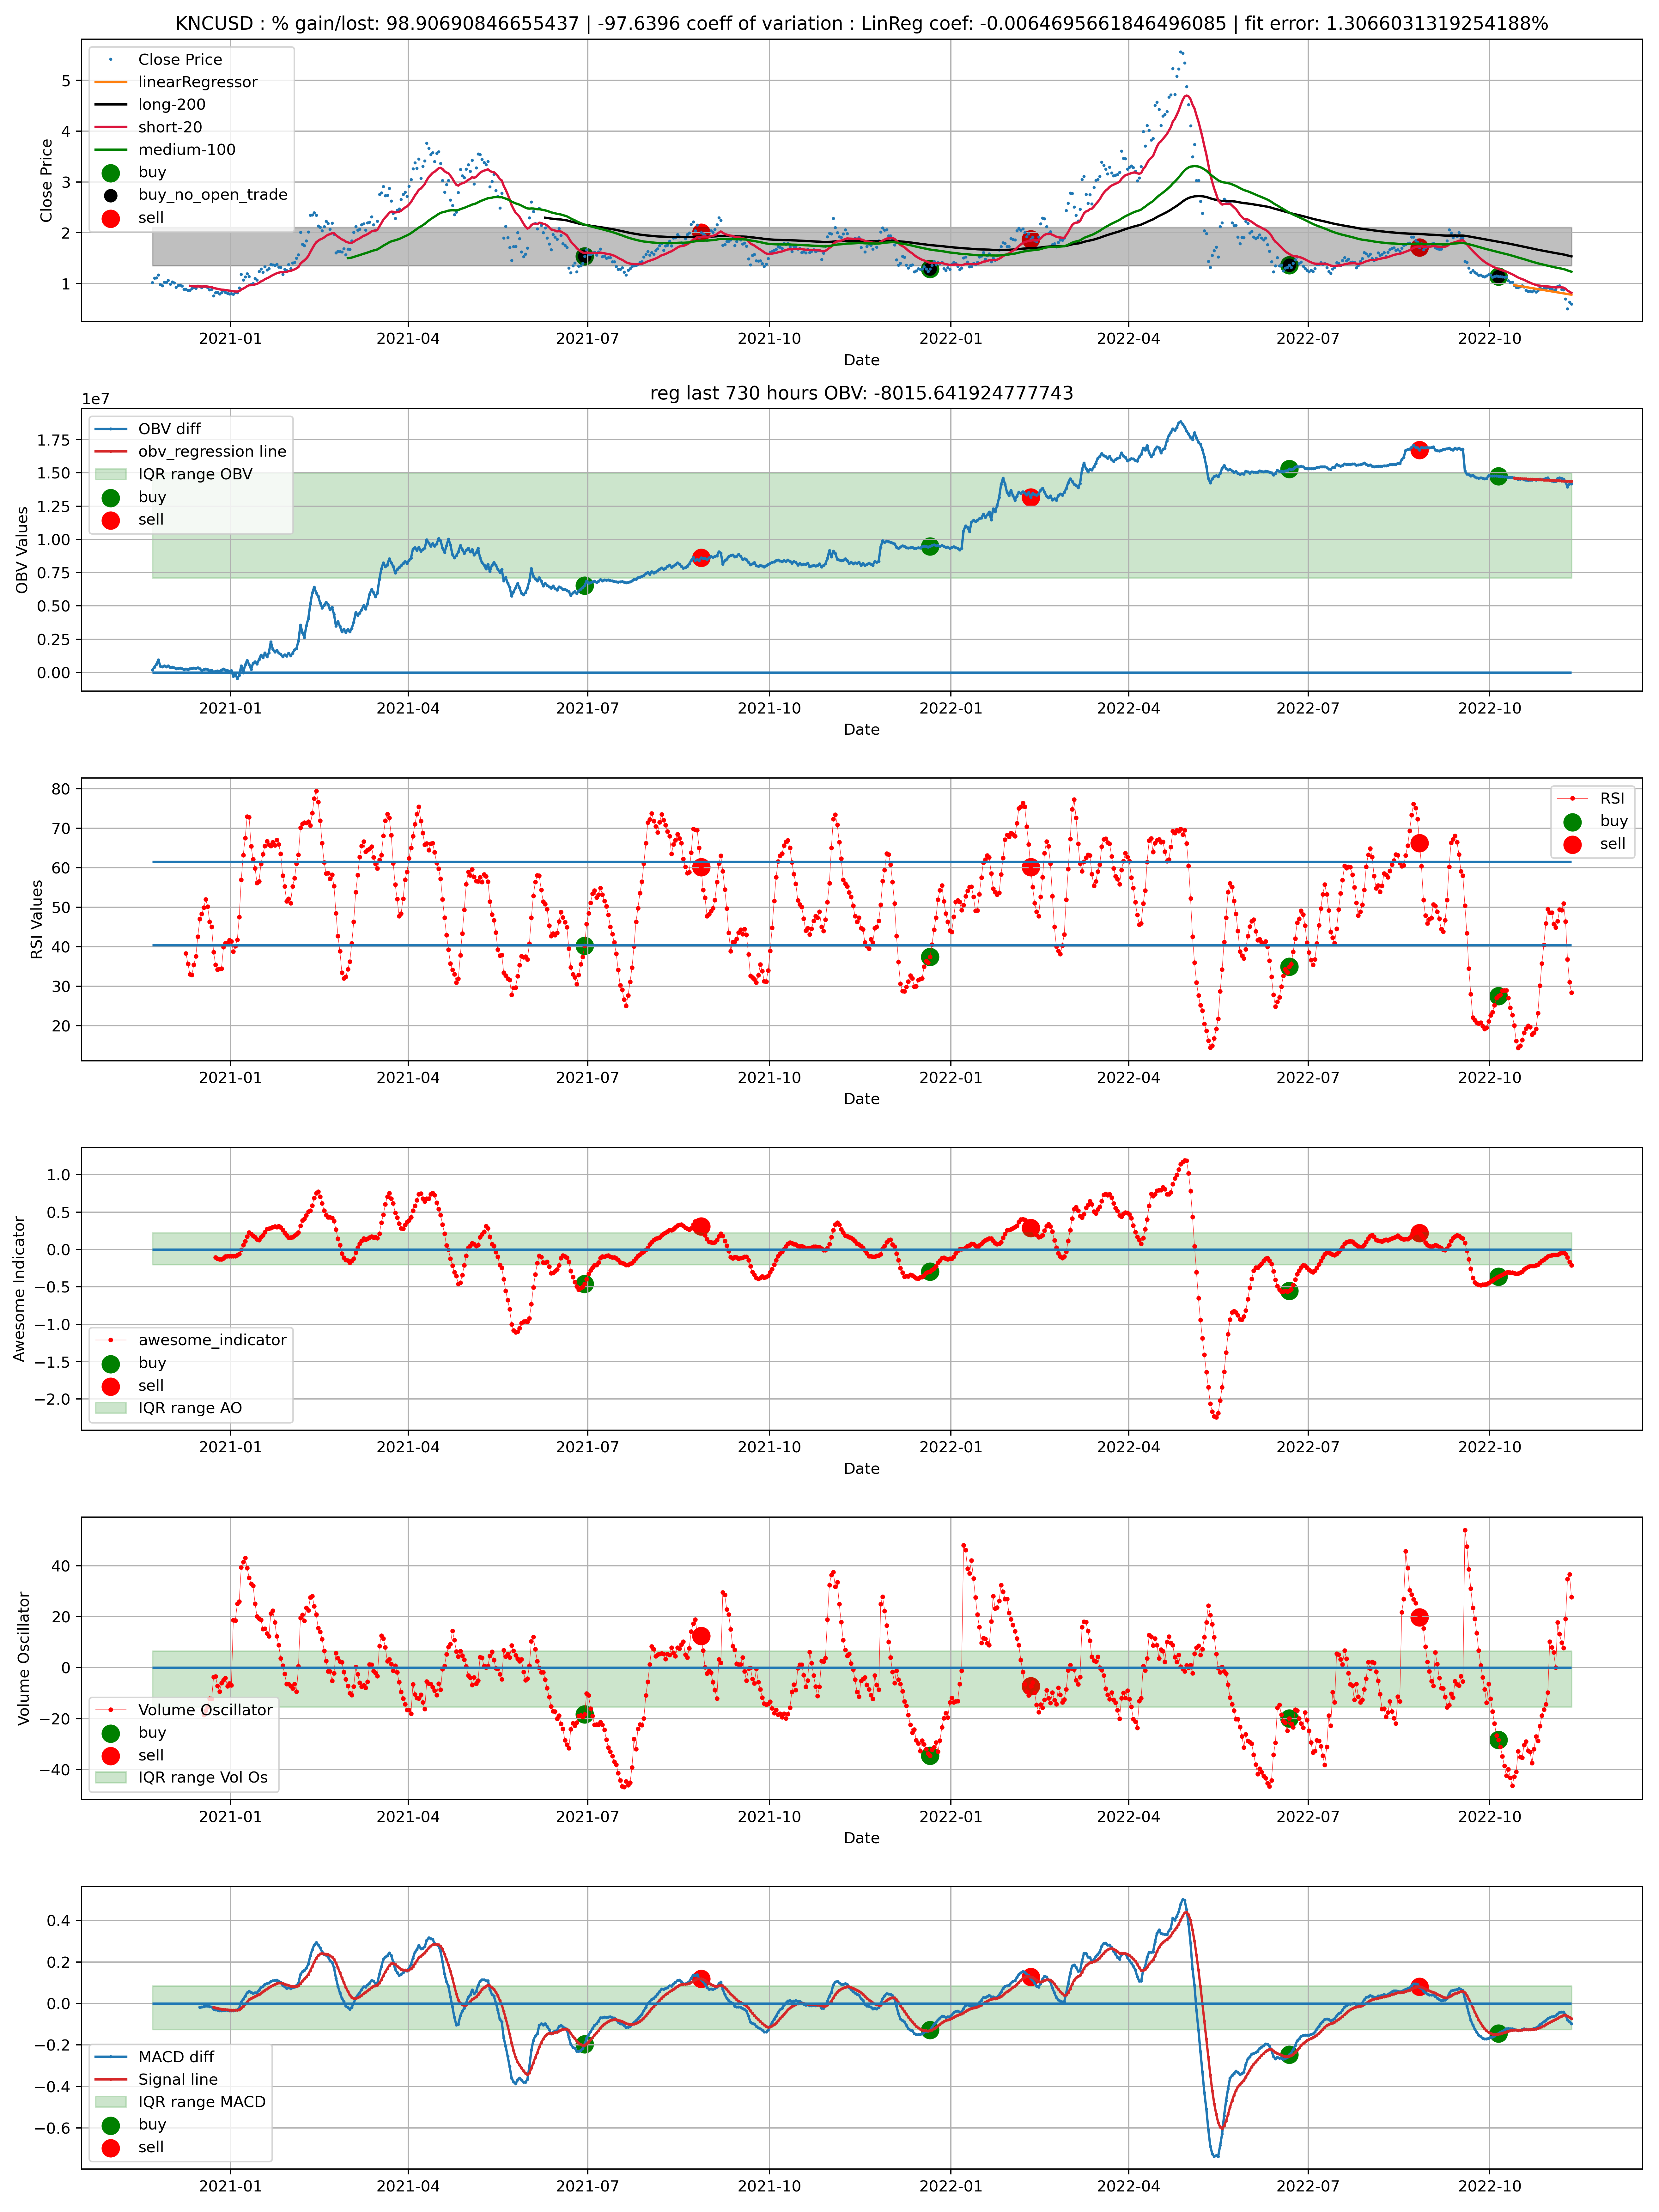 KNCUSD : % gain/lost: 98.90690846655437 | -97.6396 coeff of variation : LinReg coef: -0.0064695661846496085 | fit error: 1.3066031319254188%
Close Price
linearRegressor
long-200
short-20
medium-100
buy
buy_no_open_trade
sell
Close Price
5
4
3
2
1
2021-01 2021-04 2021-07 2021-10 2022-01 2022-04 2022-07 2022-10
Date
reg last 730 hours OBV: -8015.641924777743
1e7
OBV diff
obv_regression line
IQR range OBV
buy
sell
OBV Values
1.75
1.50
1.25
1.00
0.75
0.50
0.25
0.00
2021-01 2021-04 2021-07 2021-10 2022-01 2022-04 2022-07 2022-10
Date
RSI
buy
sell
RSI Values
80
70
60
50
40
30
20
2021-01 2021-04 2021-07 2021-10 2022-01 2022-04 2022-07 2022-10
Date
Awesome Indicator
1.0
0.5
0.0
−0.5
−1.0
−1.5
−2.0
awesome_indicator
buy
sell
IQR range AO
2021-01 2021-04 2021-07 2021-10 2022-01 2022-04 2022-07 2022-10
Date
Volume Oscillator
40
20
0
−20
−40
Volume Oscillator
buy
sell
IQR range Vol Os
2021-01 2021-04 2021-07 2021-10 2022-01 2022-04 2022-07 2022-10
Date
0.4
0.2
0.0
−0.2
−0.4
−0.6
MACD diff
Signal line
IQR range MACD
buy
sell
2021-01 2021-04 2021-07 2021-10 2022-01 2022-04 2022-07 2022-10